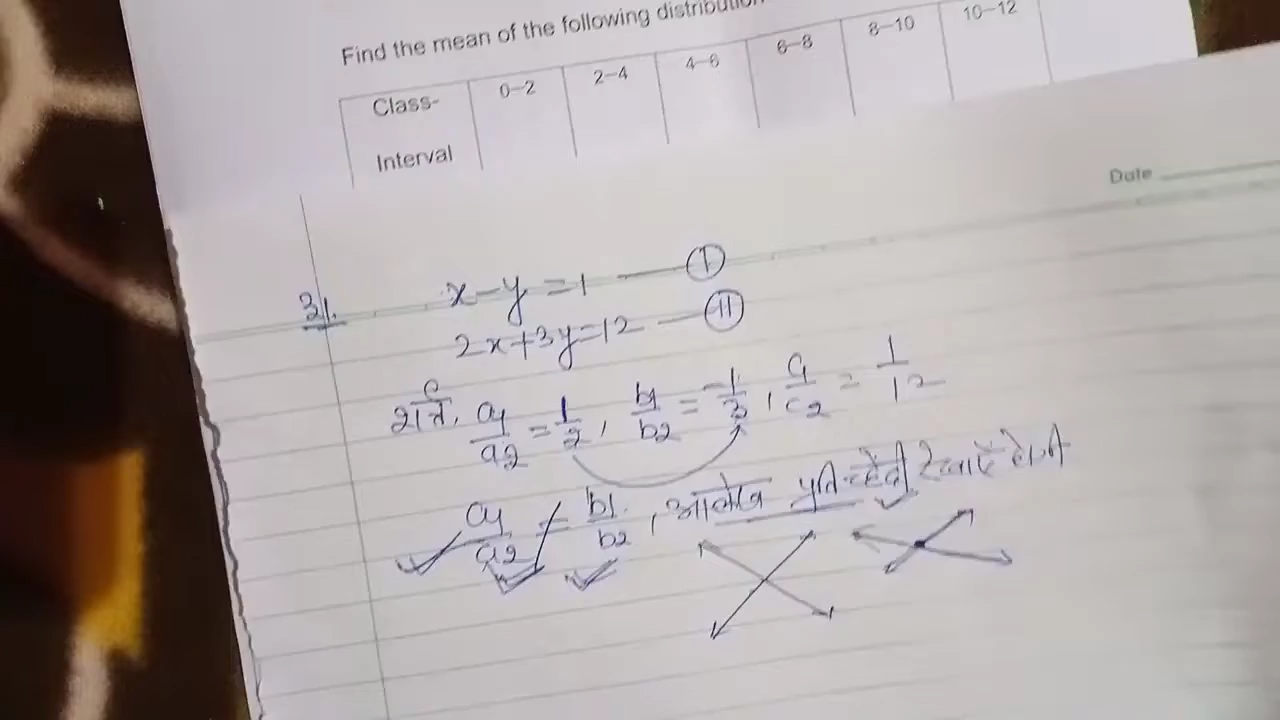 Find the mean of the following distribution
Class-Interval 0-2 2-4 4-6 6-8 8-10 10-12
Date
31. x-y=1 — I
2x+3y=12 — II
शर्त, a1/a2 = 1/2, b1/b2 = -1/3, c1/c2 = 1/12
a1/a2 ≠ b1/b2, आलेख प्रतिच्छेदी रेखाएँ होगी